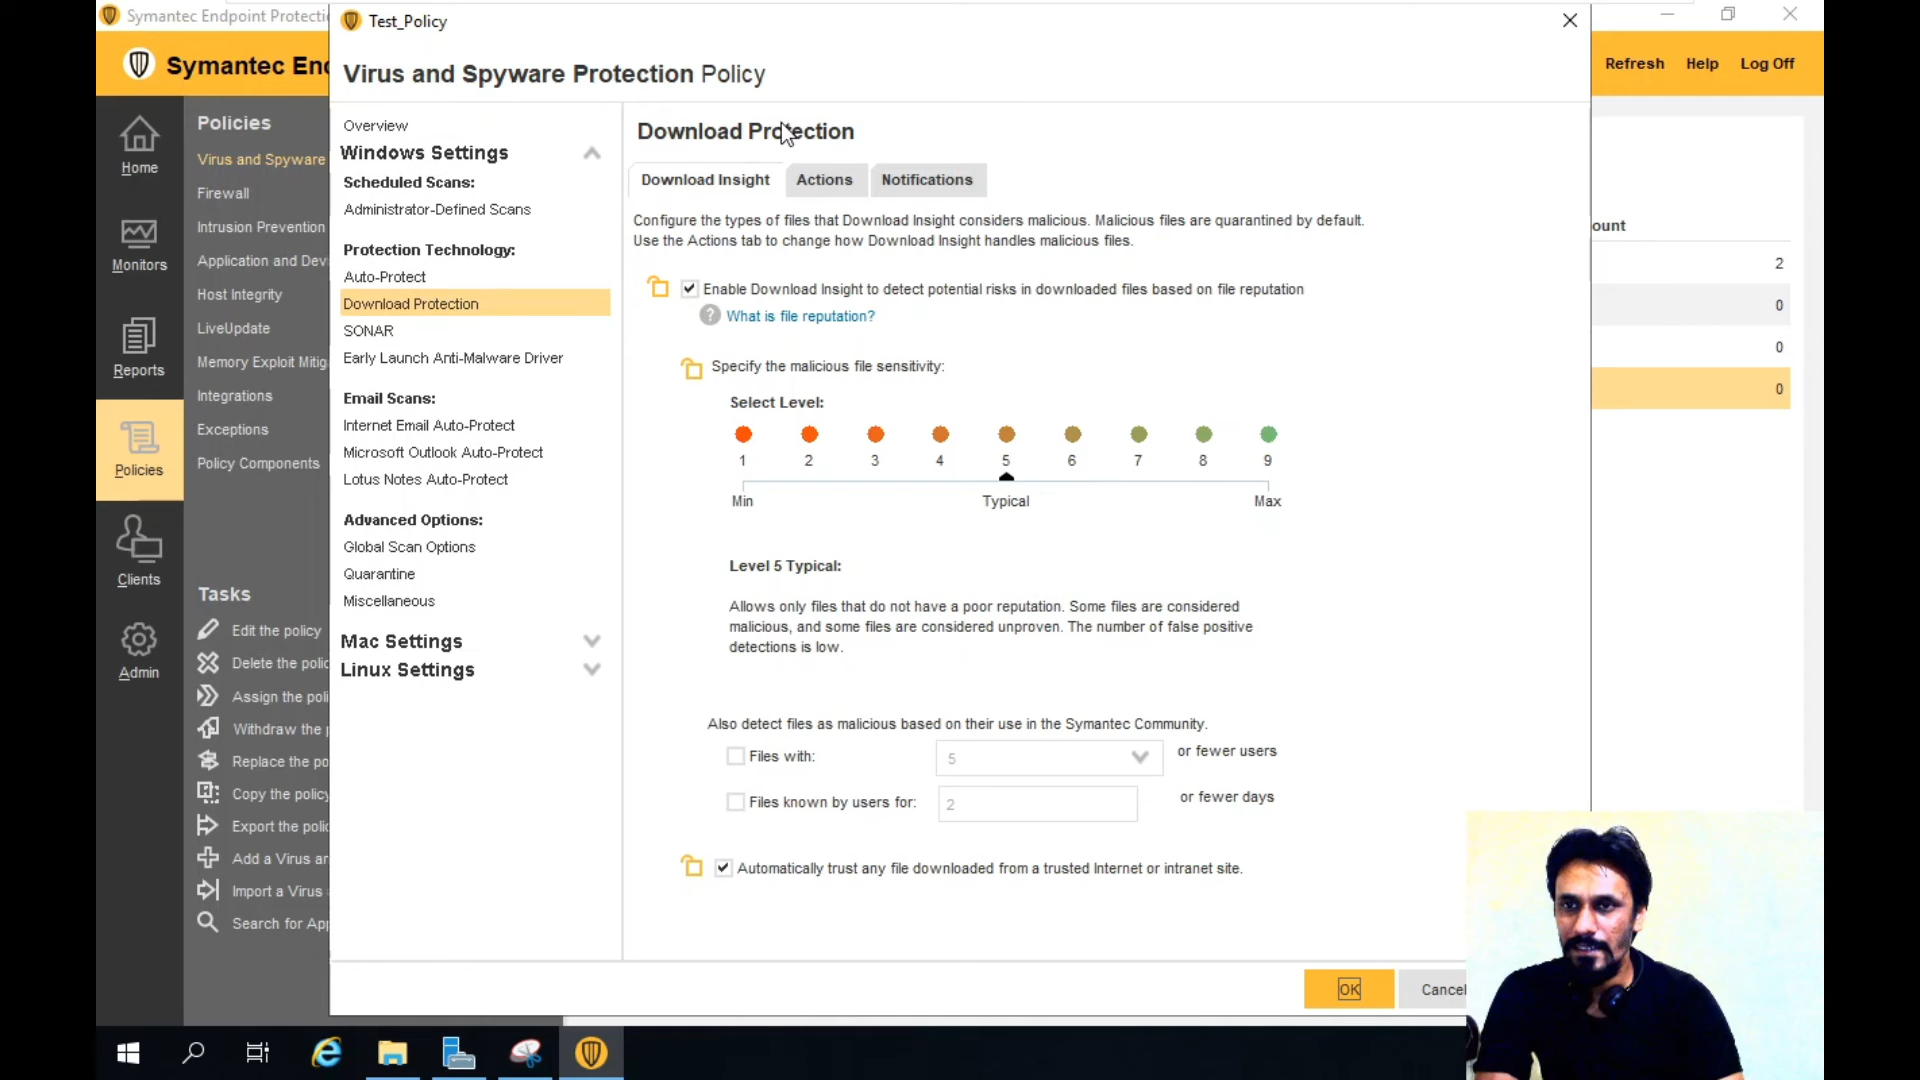 Symantec Endpoint Protecti
Test_Policy
Symantec End
Refresh
Help
Log Off
Virus and Spyware Protection Policy
Home
Monitors
Reports
Policies
Clients
Admin
Policies
Virus and Spyware
Firewall
Intrusion Prevention
Application and Dev
Host Integrity
LiveUpdate
Memory Exploit Mitig
Integrations
Exceptions
Policy Components
Tasks
Edit the policy
Delete the polic
Assign the poli
Withdraw the p
Replace the po
Copy the policy
Export the polic
Add a Virus an
Import a Virus
Search for App
Overview
Windows Settings
Scheduled Scans:
Administrator-Defined Scans
Protection Technology:
Auto-Protect
Download Protection
SONAR
Early Launch Anti-Malware Driver
Email Scans:
Internet Email Auto-Protect
Microsoft Outlook Auto-Protect
Lotus Notes Auto-Protect
Advanced Options:
Global Scan Options
Quarantine
Miscellaneous
Mac Settings
Linux Settings
Download Protection
Download Insight
Actions
Notifications
Configure the types of files that Download Insight considers malicious. Malicious files are quarantined by default.
Use the Actions tab to change how Download Insight handles malicious files.
Enable Download Insight to detect potential risks in downloaded files based on file reputation
? What is file reputation?
Specify the malicious file sensitivity:
Select Level:
1 2 3 4 5 6 7 8 9
Min Typical Max
Level 5 Typical:
Allows only files that do not have a poor reputation. Some files are considered
malicious, and some files are considered unproven. The number of false positive
detections is low.
Also detect files as malicious based on their use in the Symantec Community.
Files with: 5 or fewer users
Files known by users for: 2 or fewer days
Automatically trust any file downloaded from a trusted Internet or intranet site.
OK
Cancel
ount
2
0
0
0